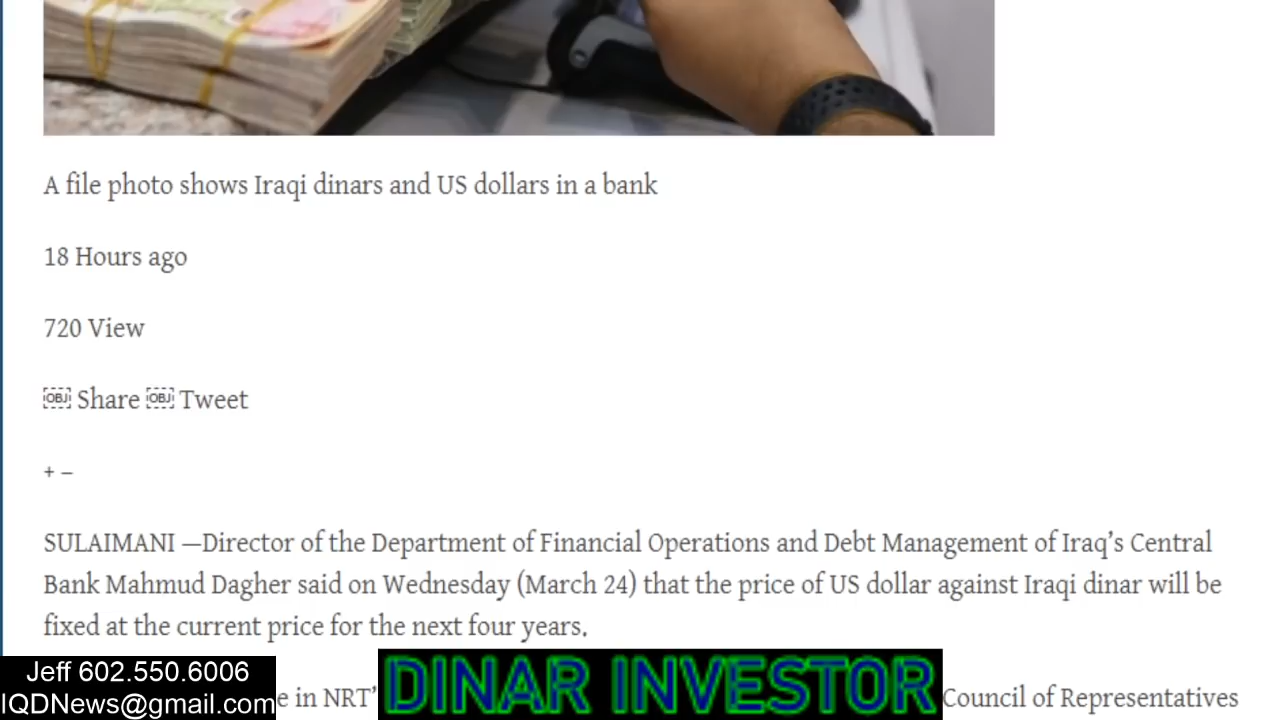 A file photo shows Iraqi dinars and US dollars in a bank
18 Hours ago
720 View
￼ Share ￼ Tweet
+ –
SULAIMANI —Director of the Department of Financial Operations and Debt Management of Iraq’s Central
Bank Mahmud Dagher said on Wednesday (March 24) that the price of US dollar against Iraqi dinar will be
fixed at the current price for the next four years.
Jeff 602.550.6006
IQDNews@gmail.com
in NRT’
DINAR INVESTOR
Council of Representatives